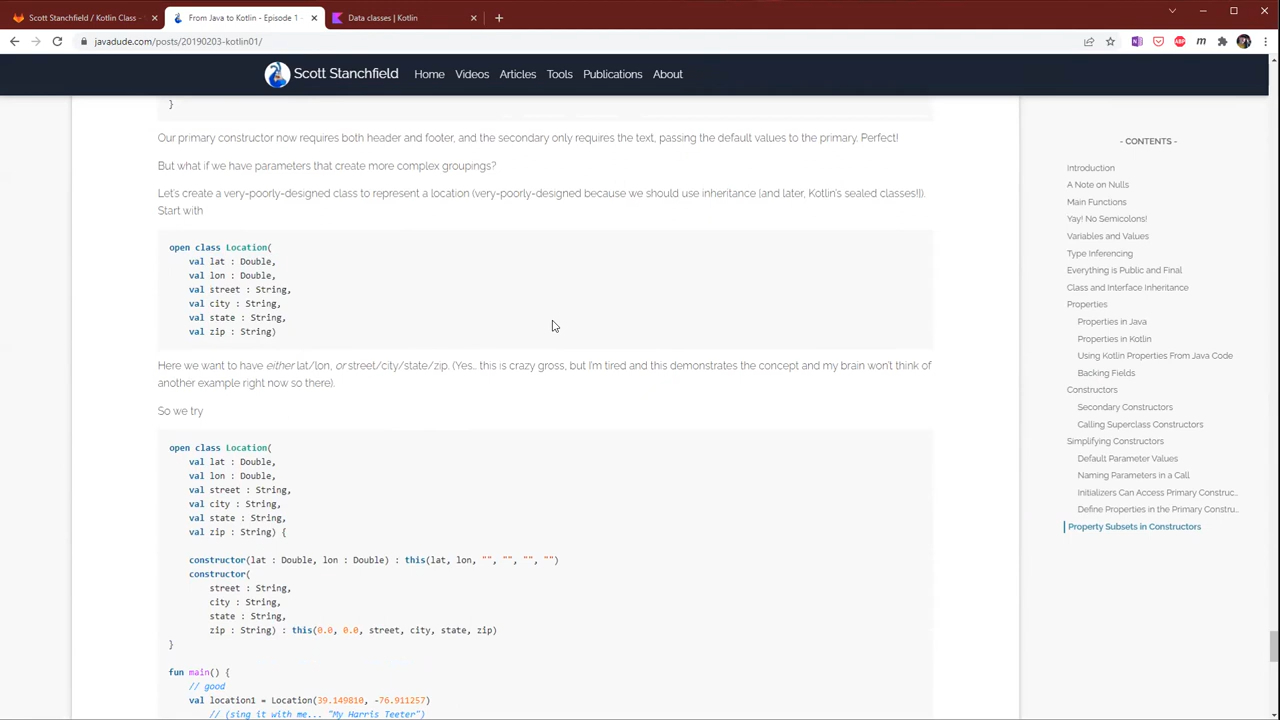 Scott Stanchfield / Kotlin Class -
From Java to Kotlin - Episode 1 -
Data classes | Kotlin
javadude.com/posts/20190203-kotlin01/
Scott Stanchfield
Home
Videos
Articles
Tools
Publications
About
}
Our primary constructor now requires both header and footer, and the secondary only requires the text, passing the default values to the primary. Perfect!
But what if we have parameters that create more complex groupings?
Let's create a very-poorly-designed class to represent a location (very-poorly-designed because we should use inheritance [and later, Kotlin's sealed classes!]).
Start with
open class Location(
val lat : Double,
val lon : Double,
val street : String,
val city : String,
val state : String,
val zip : String)
Here we want to have either lat/lon, or street/city/state/zip. (Yes… this is crazy gross, but I'm tired and this demonstrates the concept and my brain won't think of
another example right now so there).
So we try
open class Location(
val lat : Double,
val lon : Double,
val street : String,
val city : String,
val state : String,
val zip : String) {
constructor(lat : Double, lon : Double) : this(lat, lon, "", "", "", "")
constructor(
street : String,
city : String,
state : String,
zip : String) : this(0.0, 0.0, street, city, state, zip)
}
fun main() {
// good
val location1 = Location(39.149810, -76.911257)
// (sing it with me... "My Harris Teeter")
- CONTENTS -
Introduction
A Note on Nulls
Main Functions
Yay! No Semicolons!
Variables and Values
Type Inferencing
Everything is Public and Final
Class and Interface Inheritance
Properties
Properties in Java
Properties in Kotlin
Using Kotlin Properties From Java Code
Backing Fields
Constructors
Secondary Constructors
Calling Superclass Constructors
Simplifying Constructors
Default Parameter Values
Naming Parameters in a Call
Initializers Can Access Primary Construc...
Define Properties in the Primary Constru...
Property Subsets in Constructors